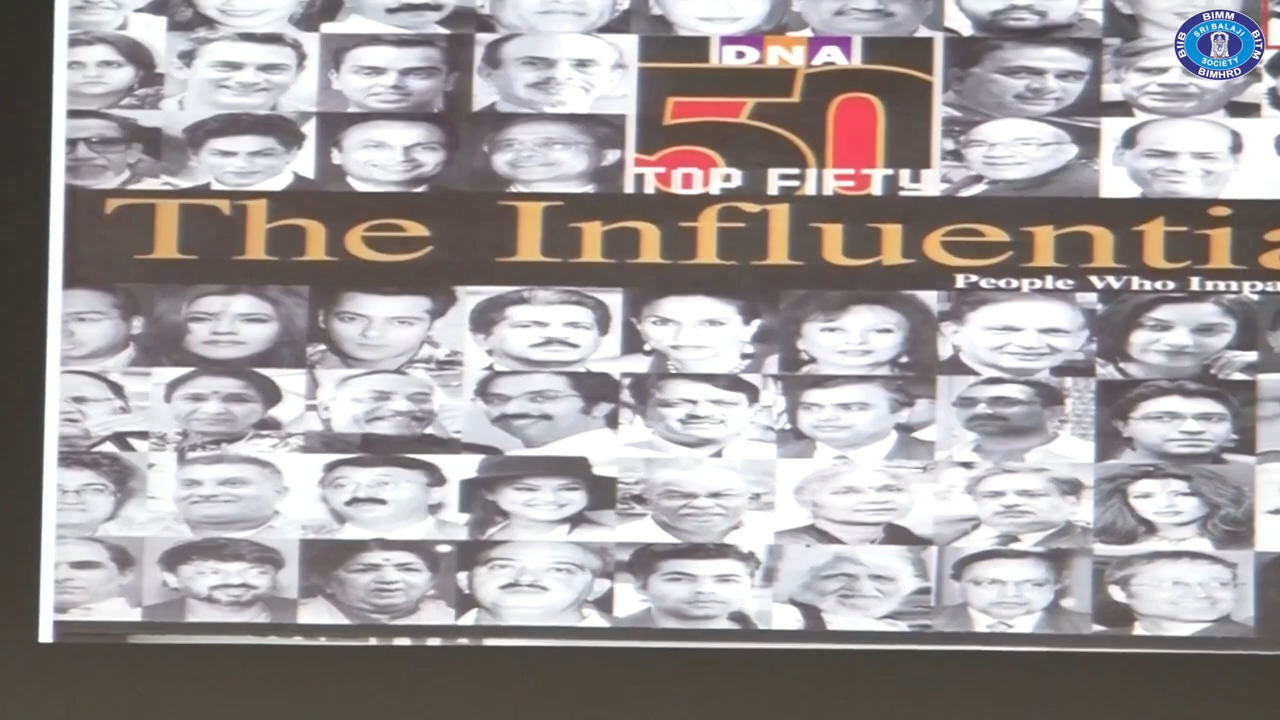 DNA
50
TOP FIFTY
The Influentia
People Who Impa
BIMM
BIIB
SRI BALAJI
SOCIETY
BITM
BIMHRD